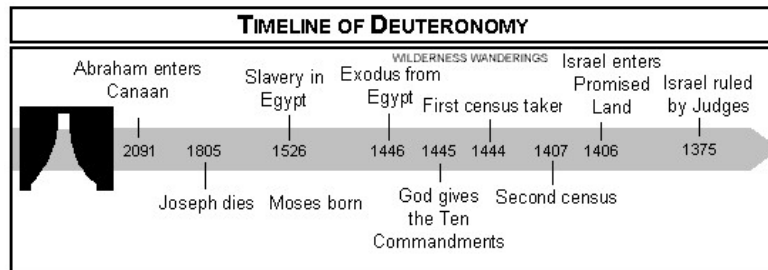 TIMELINE OF DEUTERONOMY
WILDERNESS WANDERINGS
Abraham enters
Canaan
Slavery in
Egypt
Exodus from
Egypt
First census taker
Israel enters
Promised
Land
Israel ruled
by Judges
2091 1805 1526 1446 1445 1444 1407 1406 1375
Joseph dies
Moses born
God gives
the Ten
Commandments
Second census